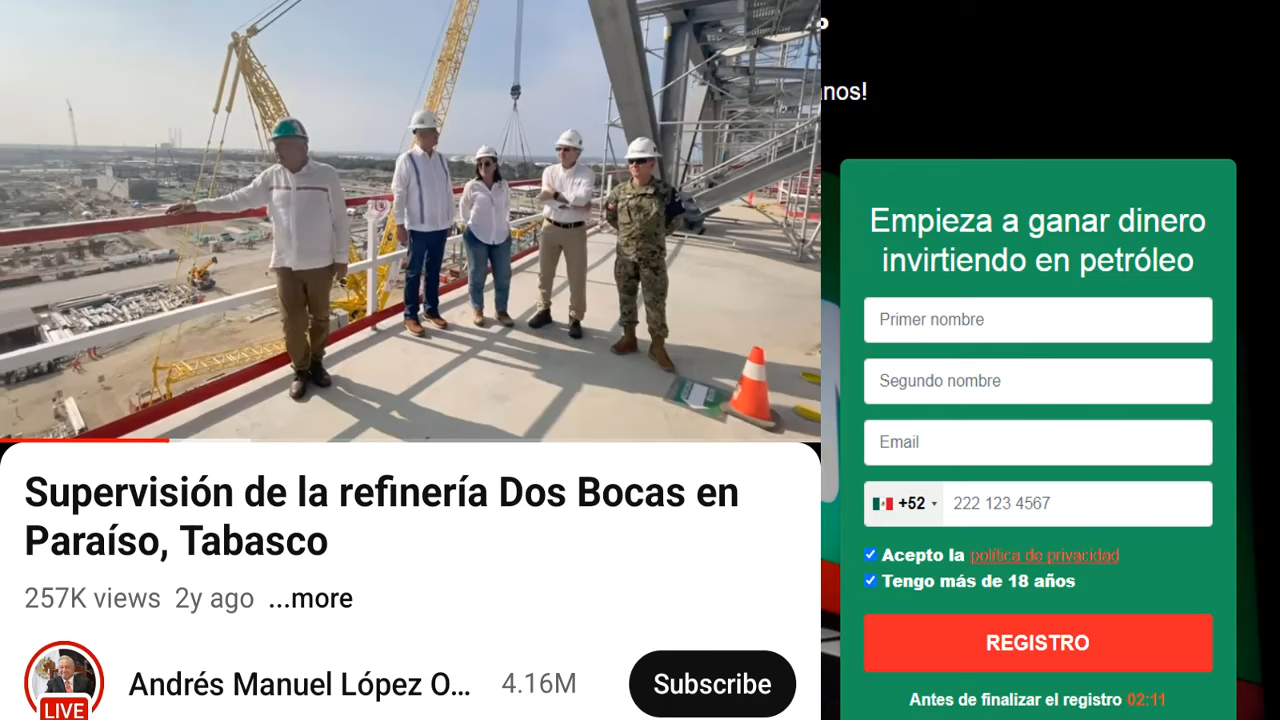 Supervisión de la refinería Dos Bocas en
Paraíso, Tabasco
257K views 2y ago ...more
Andrés Manuel López O...
4.16M
Subscribe
LIVE
nos!
Empieza a ganar dinero
invirtiendo en petróleo
Primer nombre
Segundo nombre
Email
+52 222 123 4567
Acepto la política de privacidad
Tengo más de 18 años
REGISTRO
Antes de finalizar el registro 02:11